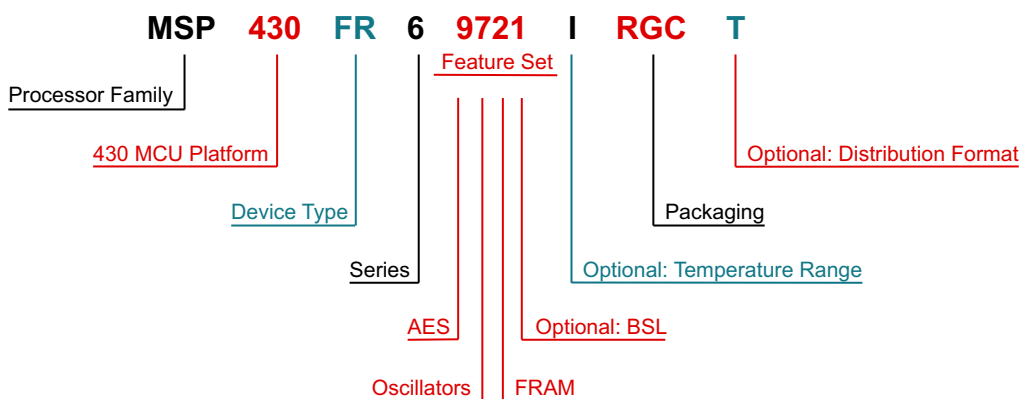 MSP 430 FR 6 9721 I RGC T
Feature Set
Processor Family
430 MCU Platform
Optional: Distribution Format
Device Type
Packaging
Series
Optional: Temperature Range
AES
Optional: BSL
Oscillators
FRAM